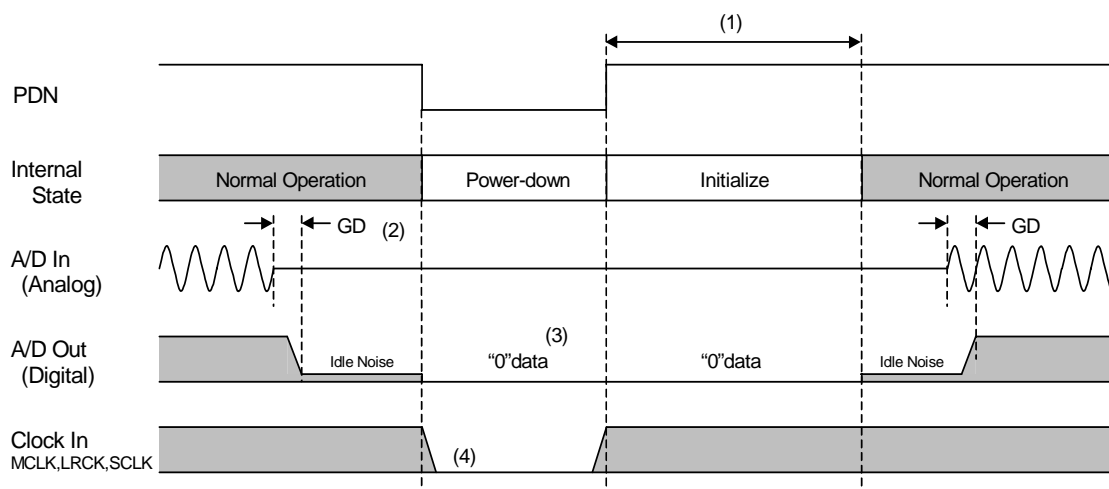 (1)
PDN
Internal
State
Normal Operation
Power-down
Initialize
Normal Operation
GD
(2)
GD
A/D In
(Analog)
A/D Out
(Digital)
Idle Noise
“0”data
(3)
“0”data
Idle Noise
Clock In
MCLK,LRCK,SCLK
(4)